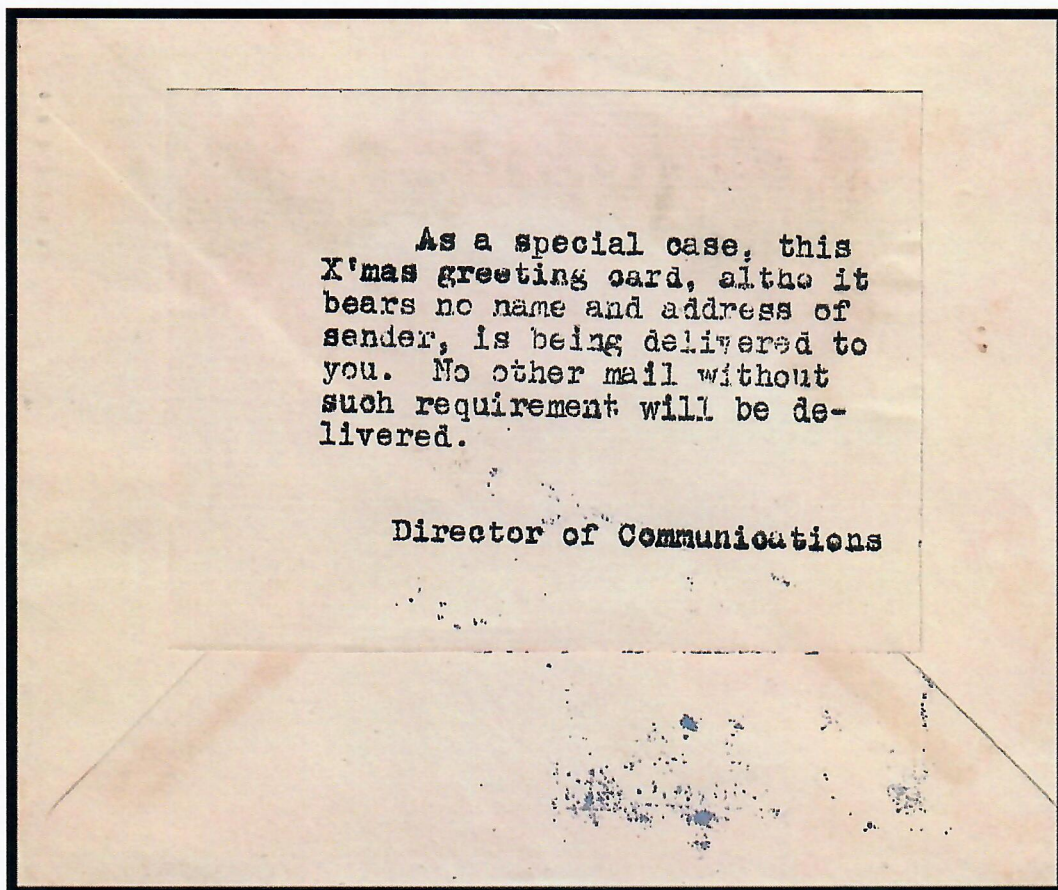 As a special case, this
X'mas greeting card, altho it
bears no name and address of
sender, is being delivered to
you. No other mail without
such requirement will be de-
livered.
Director of Communications